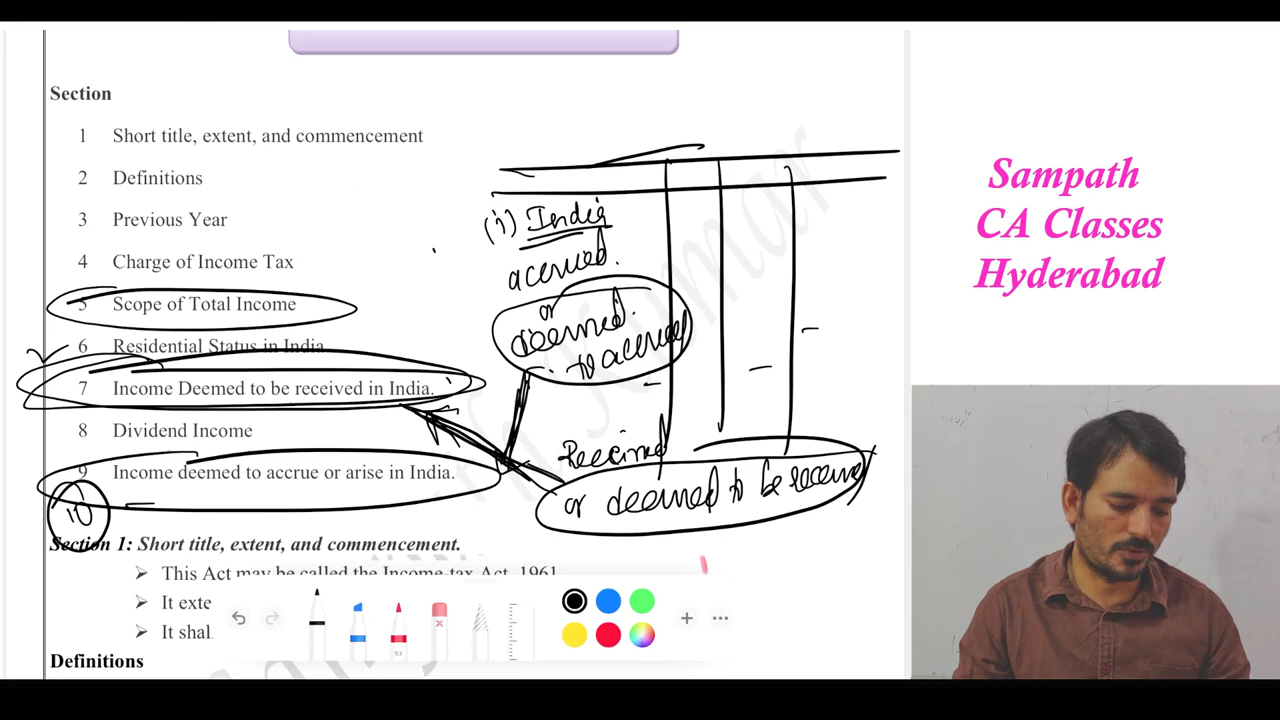 Section
1 Short title, extent, and commencement
2 Definitions
3 Previous Year
4 Charge of Income Tax
5 Scope of Total Income
6 Residential Status in India
7 Income Deemed to be received in India.
8 Dividend Income
9 Income deemed to accrue or arise in India.
10
Section 1: Short title, extent, and commencement.
➢ This Act may be called the Income-tax Act, 1961
➢ It exte
➢ It shal
Definitions
(i) India
accrued.
or
deemed.
to accrued
Received
or deemed to be received
Kumar
53
Sampath
CA Classes
Hyderabad